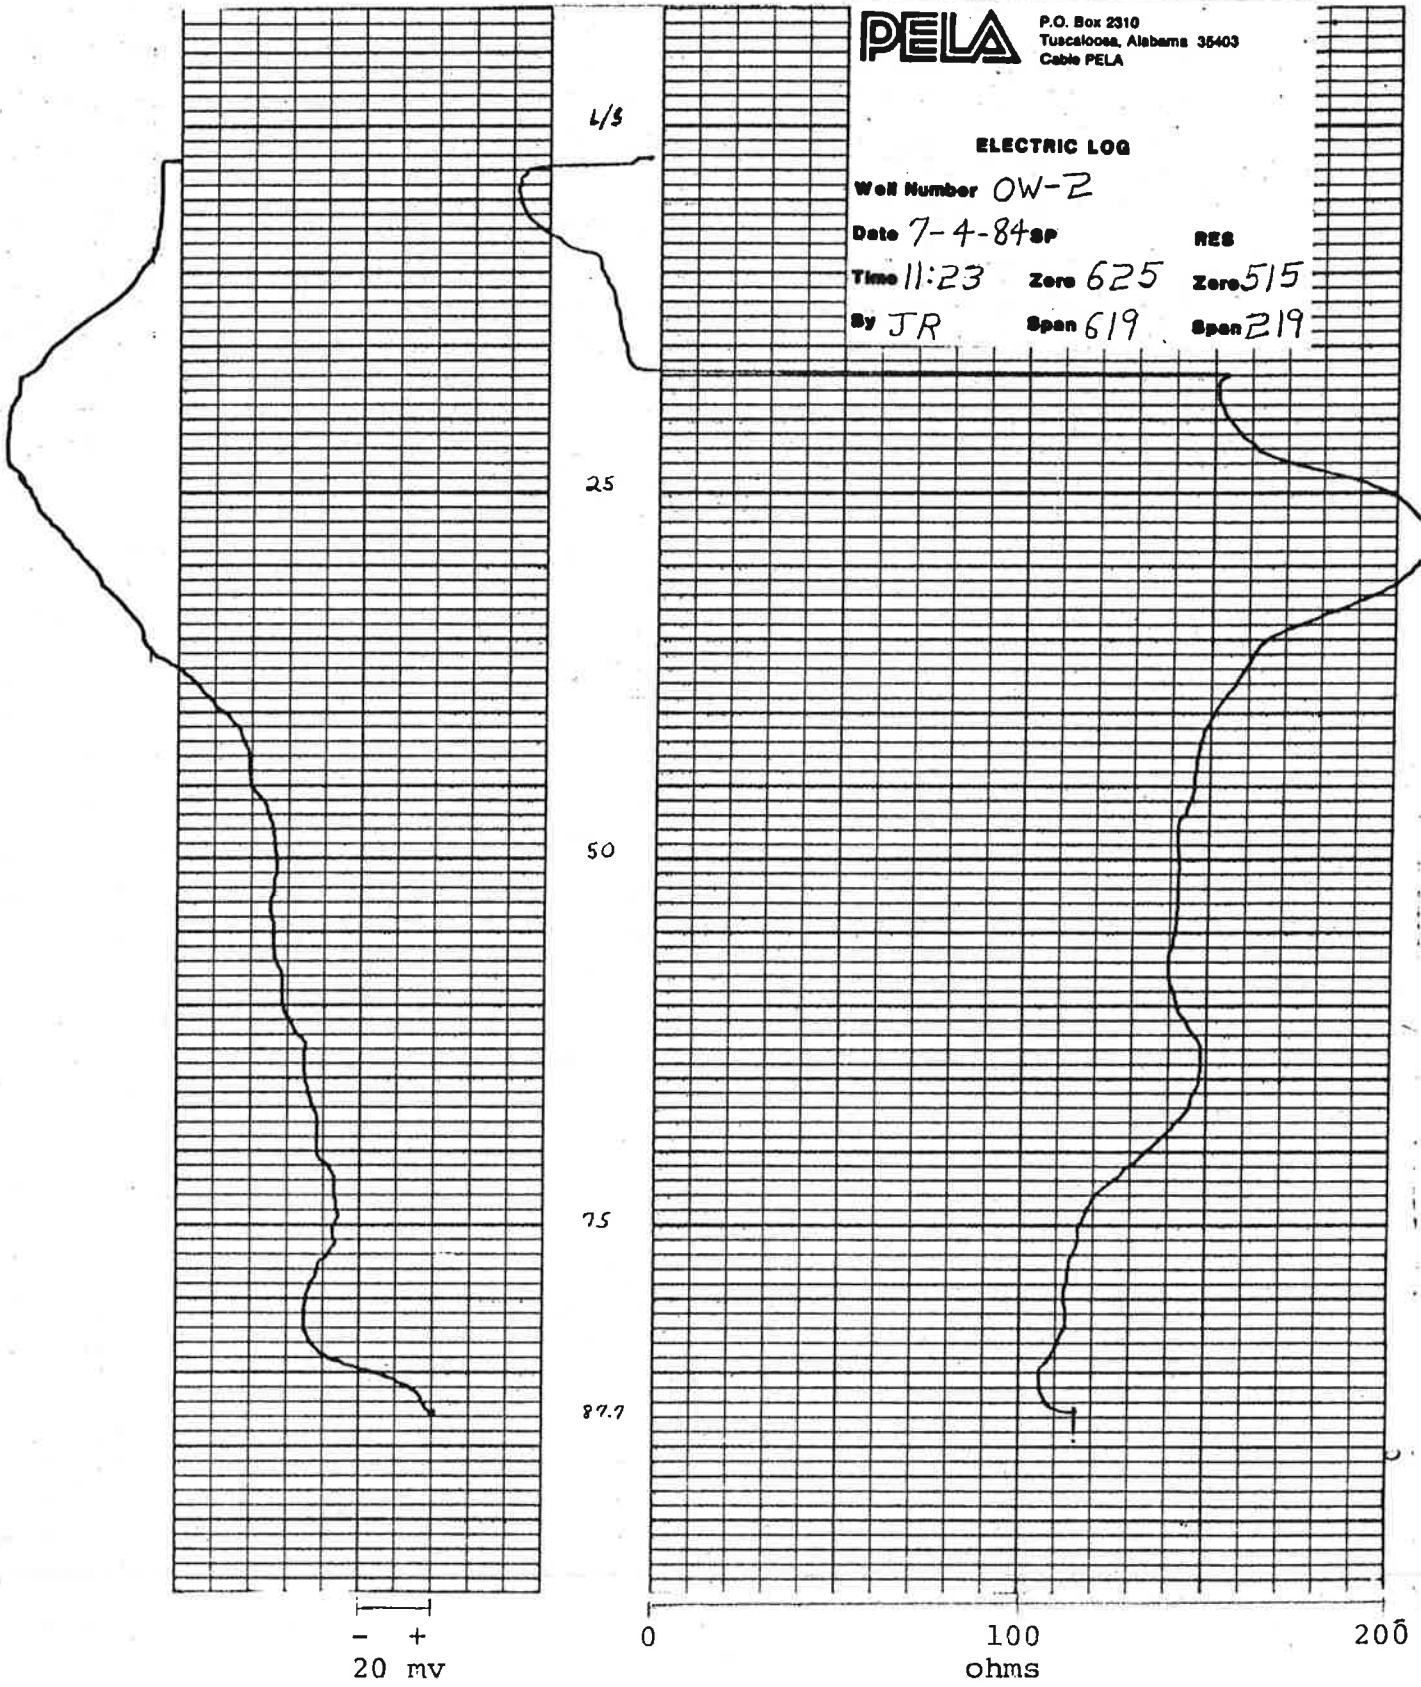 PELA
P.O. Box 2310
Tuscaloosa, Alabama 35403
Cable PELA
L/S
ELECTRIC LOG
Well Number OW-2
Date 7-4-84 SP RES
Time 11:23 Zero 625 Zero 515
By JR Span 619 Span 219
25
50
75
87.7
- +
20 mv
0 100 200
ohms